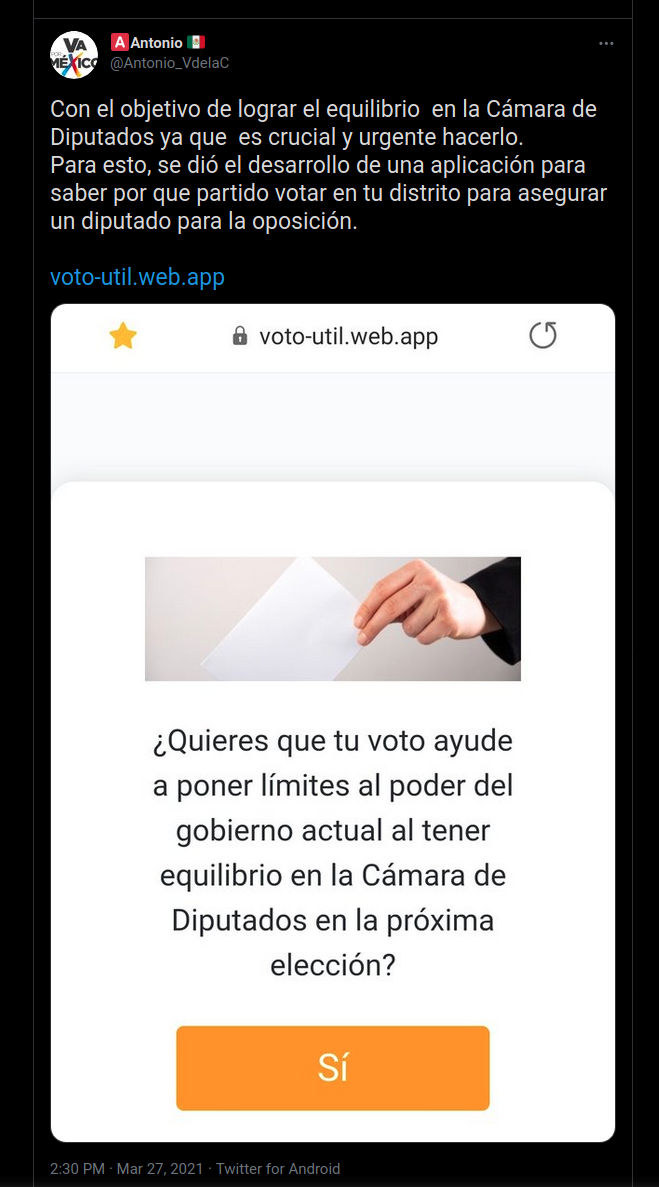 VA
POR
MÉXICO
🅰Antonio 🇲🇽
@Antonio_VdelaC
Con el objetivo de lograr el equilibrio  en la Cámara de
Diputados ya que  es crucial y urgente hacerlo.
Para esto, se dió el desarrollo de una aplicación para
saber por que partido votar en tu distrito para asegurar
un diputado para la oposición.
voto-util.web.app
voto-util.web.app
¿Quieres que tu voto ayude
a poner límites al poder del
gobierno actual al tener
equilibrio en la Cámara de
Diputados en la próxima
elección?
Sí
2:30 PM · Mar 27, 2021 · Twitter for Android